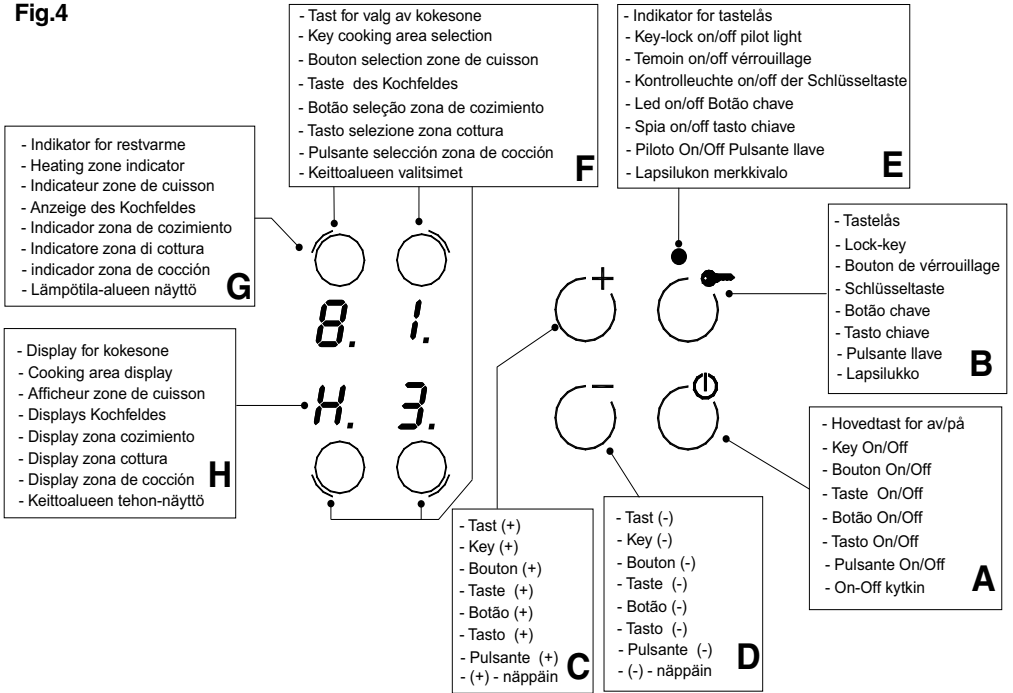 Fig.4
- Tast for valg av kokesone
- Key cooking area selection
- Bouton selection zone de cuisson
- Taste des Kochfeldes
- Botão seleção zona de cozimento
- Tasto selezione zona cottura
- Pulsante selección zona de cocción
- Keittoalueen valitsimet
F
- Indikator for tastelås
- Key-lock on/off pilot light
- Temoin on/off vérrouillage
- Kontrolleuchte on/off der Schlüsseltaste
- Led on/off Botão chave
- Spia on/off tasto chiave
- Piloto On/Off Pulsante llave
- Lapsilukon merkkivalo
E
- Indikator for restvarme
- Heating zone indicator
- Indicateur zone de cuisson
- Anzeige des Kochfeldes
- Indicador zona de cozimiento
- Indicatore zona di cottura
- indicador zona de cocción
- Lämpötila-alueen näyttö
G
- Tastelås
- Lock-key
- Bouton de vérrouillage
- Schlüsseltaste
- Botão chave
- Tasto chiave
- Pulsante llave
- Lapsilukko
B
8. 1.
H. 3.
+
−
- Display for kokesone
- Cooking area display
- Afficheur zone de cuisson
- Displays Kochfeldes
- Display zona cozimiento
- Display zona cottura
- Display zona de cocción
- Keittoalueen tehon-näyttö
H
- Hovedtast for av/på
- Key On/Off
- Bouton On/Off
- Taste On/Off
- Botão On/Off
- Tasto On/Off
- Pulsante On/Off
- On-Off kytkin
A
- Tast (+)
- Key (+)
- Bouton (+)
- Taste (+)
- Botão (+)
- Tasto (+)
- Pulsante (+)
- (+) - näppäin
C
- Tast (-)
- Key (-)
- Bouton (-)
- Taste (-)
- Botão (-)
- Tasto (-)
- Pulsante (-)
- (-) - näppäin
D